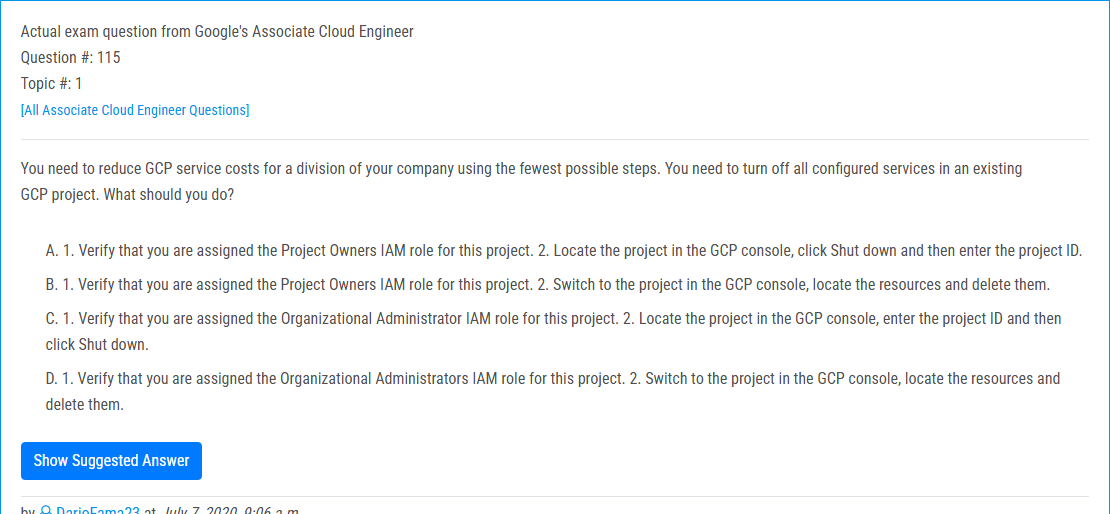 Actual exam question from Google's Associate Cloud Engineer
Question #: 115
Topic #: 1
[All Associate Cloud Engineer Questions]
You need to reduce GCP service costs for a division of your company using the fewest possible steps. You need to turn off all configured services in an existing
GCP project. What should you do?
A. 1. Verify that you are assigned the Project Owners IAM role for this project. 2. Locate the project in the GCP console, click Shut down and then enter the project ID.
B. 1. Verify that you are assigned the Project Owners IAM role for this project. 2. Switch to the project in the GCP console, locate the resources and delete them.
C. 1. Verify that you are assigned the Organizational Administrator IAM role for this project. 2. Locate the project in the GCP console, enter the project ID and then
click Shut down.
D. 1. Verify that you are assigned the Organizational Administrators IAM role for this project. 2. Switch to the project in the GCP console, locate the resources and
delete them.
Show Suggested Answer
by DarioFama23 at July 7, 2020, 9:06 a.m.